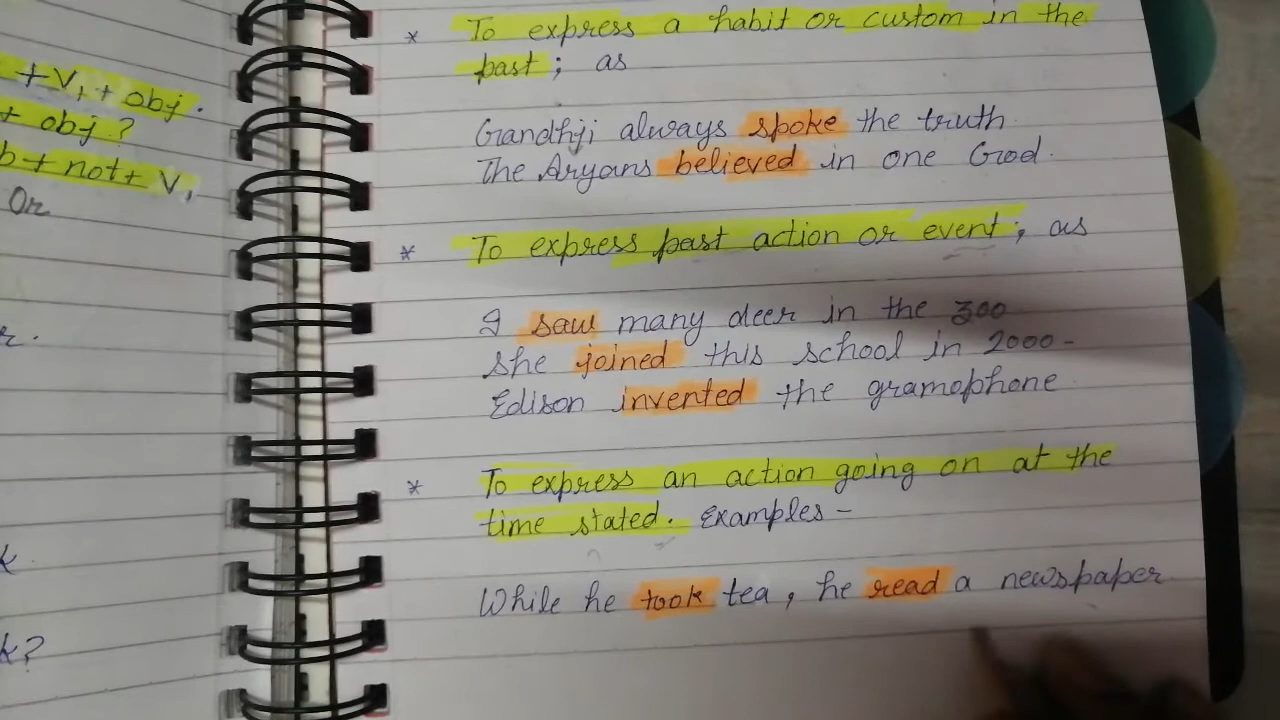 + V1 + obj.
+ obj?
b + not + V1
Or
r.
k
k?
* To express a habit or custom in the
past; as
Gandhiji always spoke the truth
The Aryans believed in one God.
* To express past action or event; as
I saw many deer in the zoo
She joined this school in 2000-
Edison invented the gramophone
* To express an action going on at the
time stated. Examples -
While he took tea, he read a newspaper